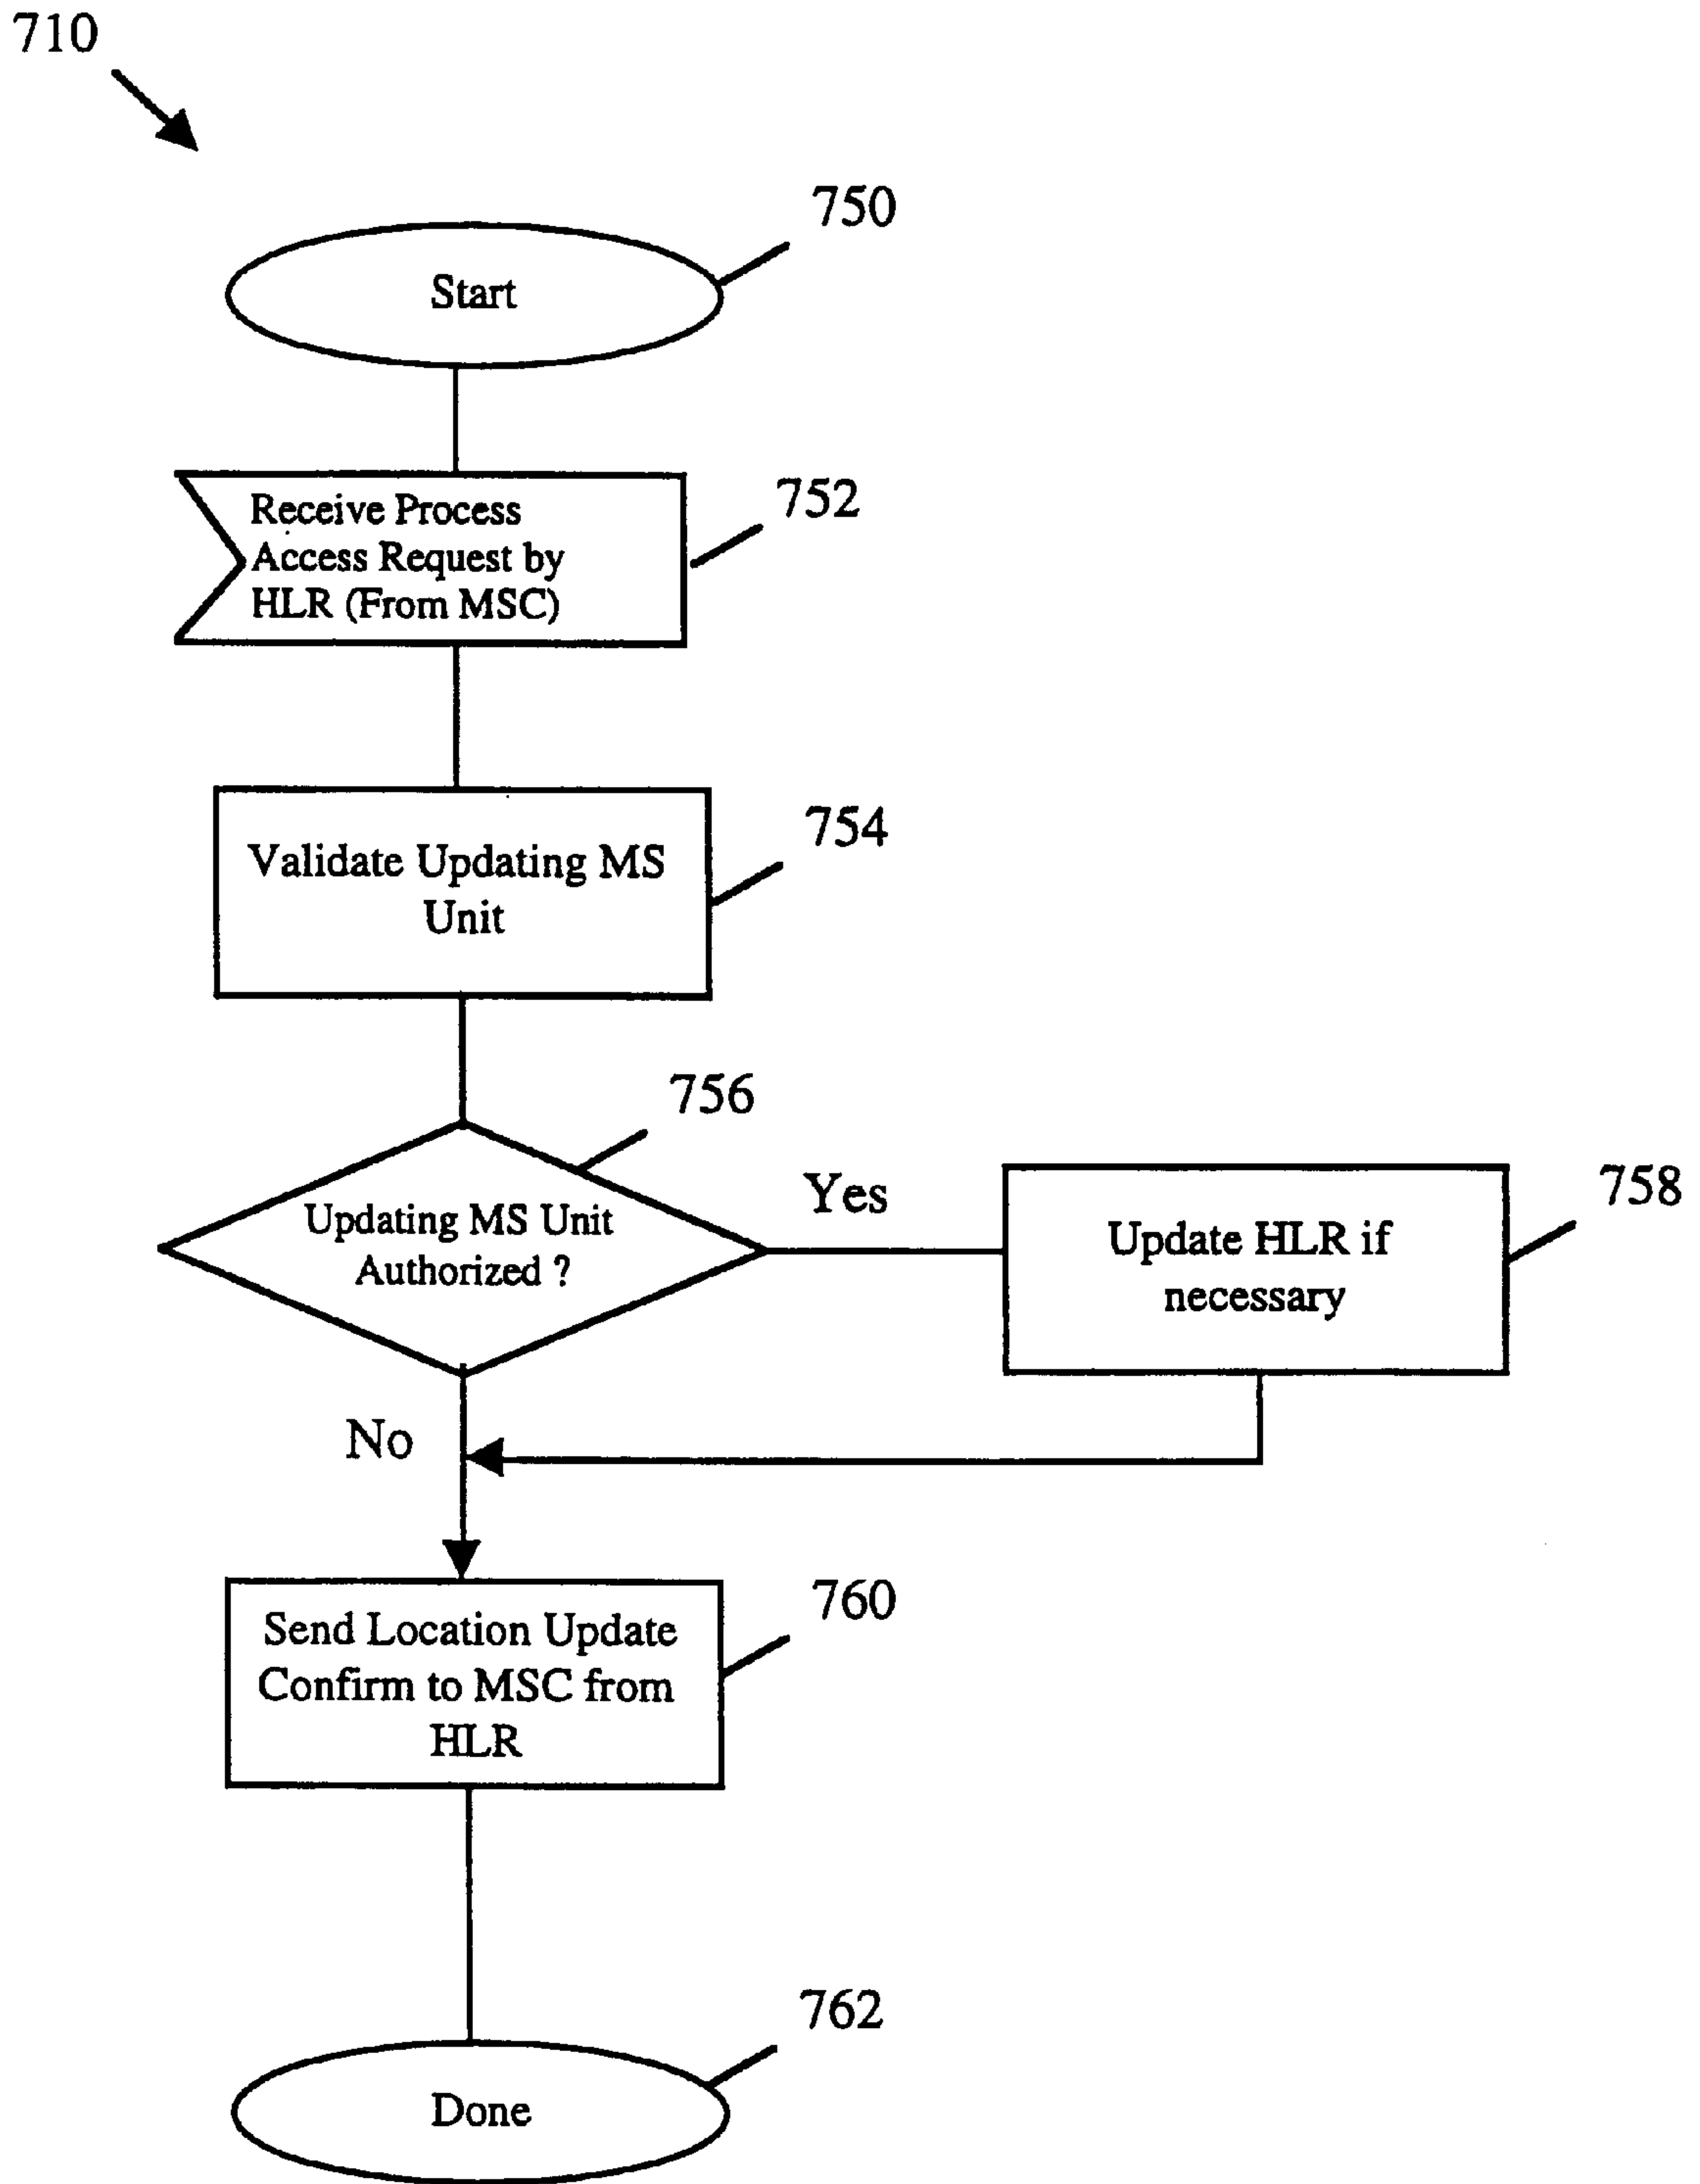 710
750
Start
752
Receive Process
Access Request by
HLR (From MSC)
754
Validate Updating MS
Unit
756
Updating MS Unit
Authorized ?
Yes
758
Update HLR if
necessary
No
760
Send Location Update
Confirm to MSC from
HLR
762
Done